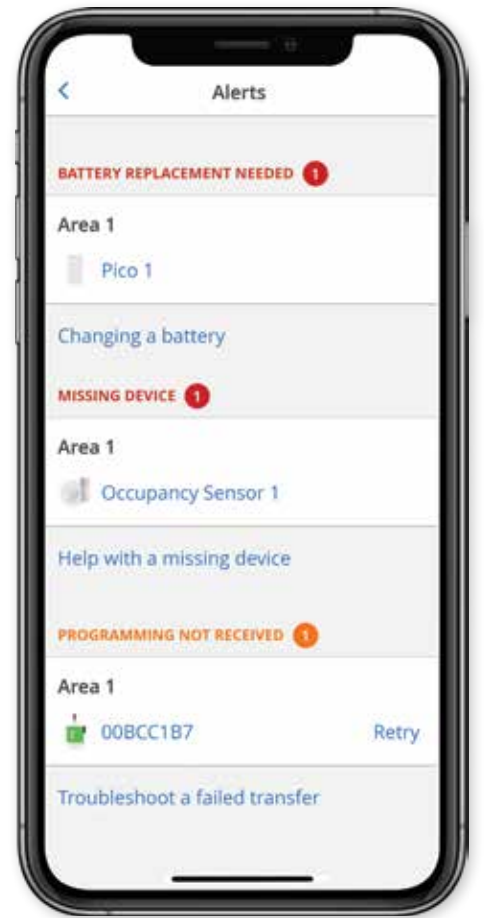 Alerts
BATTERY REPLACEMENT NEEDED 1
Area 1
Pico 1
Changing a battery
MISSING DEVICE 1
Area 1
Occupancy Sensor 1
Help with a missing device
PROGRAMMING NOT RECEIVED 1
Area 1
00BCC1B7 Retry
Troubleshoot a failed transfer